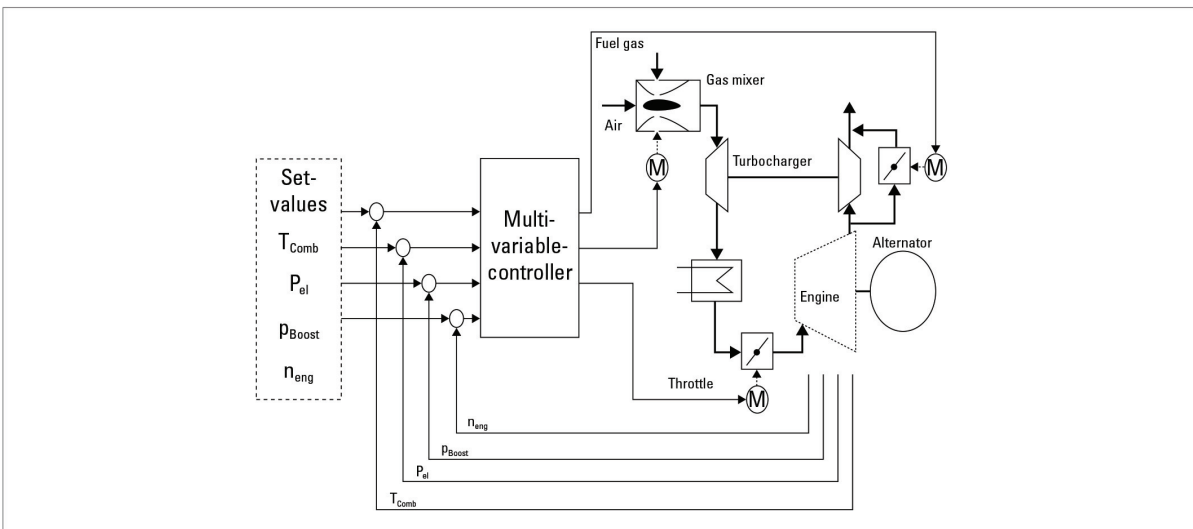 Fuel gas
Gas mixer
Air
M
Turbocharger
M
Set-
values
T_Comb
P_el
p_Boost
n_eng
Multi-
variable-
controller
Alternator
Engine
Throttle
M
n_eng
p_Boost
P_el
T_Comb